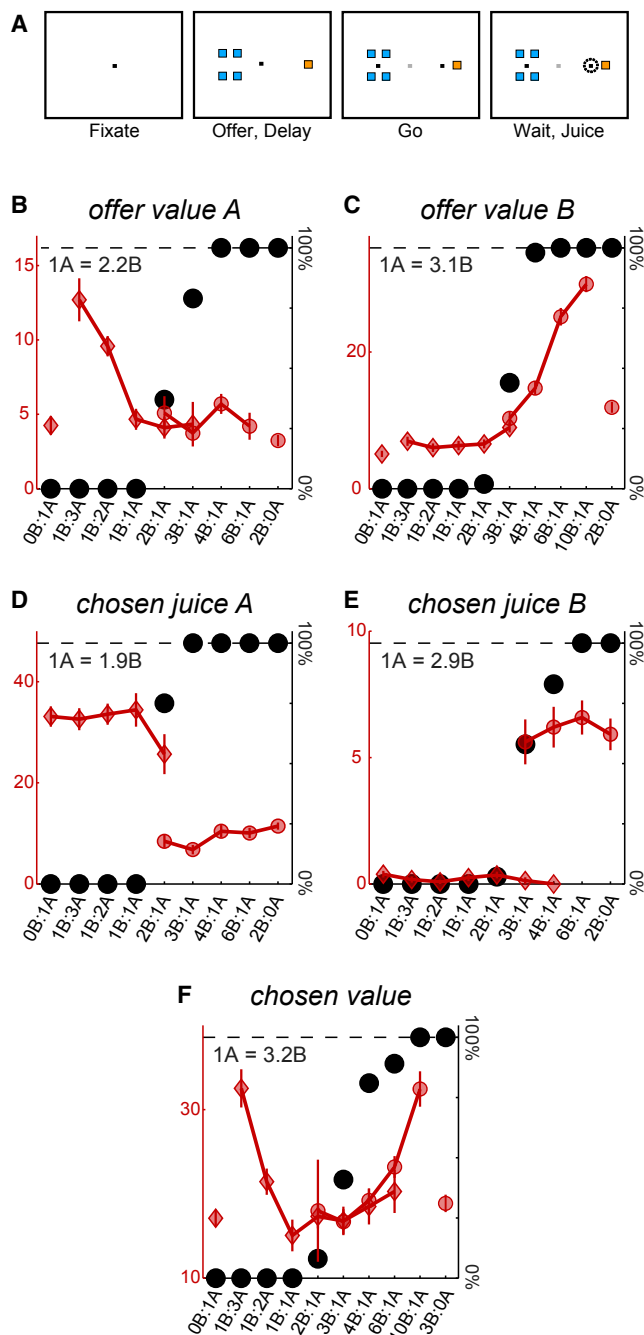 A
Fixate
Offer, Delay
Go
Wait, Juice
B
offer value A
1A = 2.2B
15
10
5
0
100%
0%
0B:1A
1B:3A
1B:2A
1B:1A
2B:1A
3B:1A
4B:1A
6B:1A
2B:0A
C
offer value B
1A = 3.1B
20
0
100%
0%
0B:1A
1B:3A
1B:2A
1B:1A
2B:1A
3B:1A
4B:1A
6B:1A
10B:1A
2B:0A
D
chosen juice A
1A = 1.9B
40
20
0
100%
0%
0B:1A
1B:3A
1B:2A
1B:1A
2B:1A
3B:1A
4B:1A
6B:1A
2B:0A
E
chosen juice B
1A = 2.9B
10
5
0
100%
0%
0B:1A
1B:3A
1B:2A
1B:1A
2B:1A
3B:1A
4B:1A
6B:1A
2B:0A
F
chosen value
1A = 3.2B
30
10
100%
0%
0B:1A
1B:3A
1B:2A
1B:1A
2B:1A
3B:1A
4B:1A
6B:1A
10B:1A
3B:0A